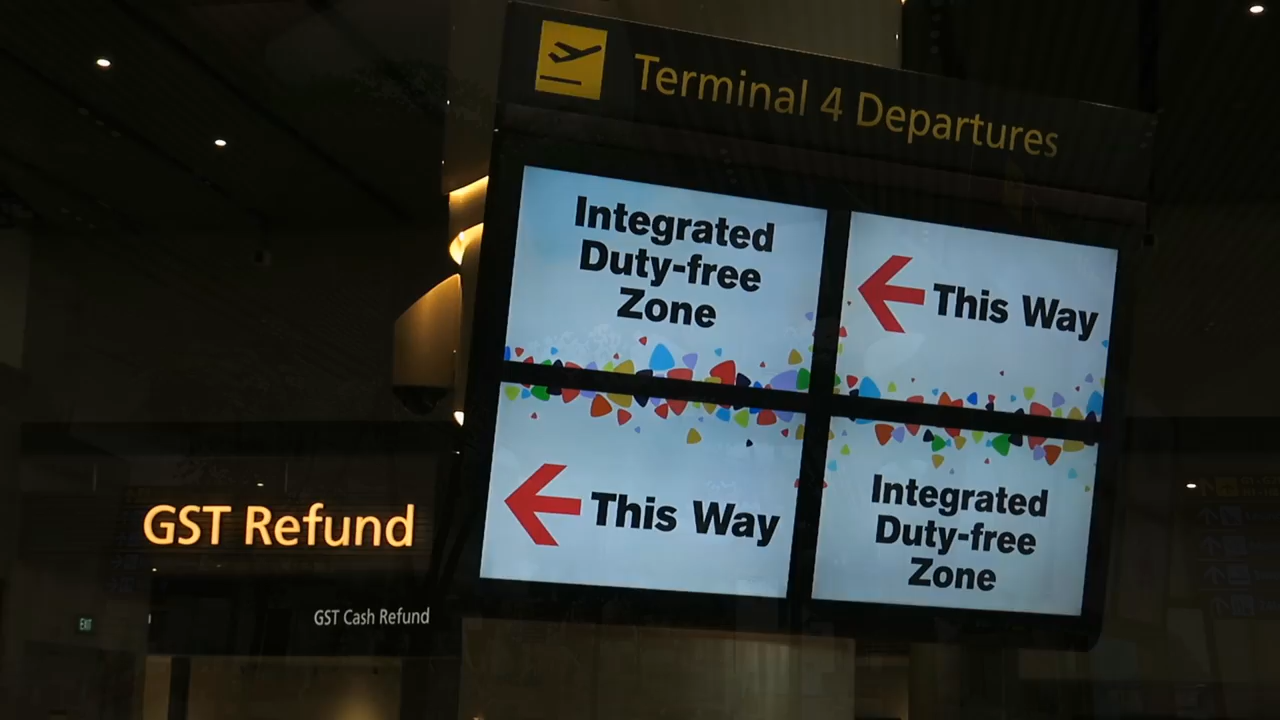 Terminal 4 Departures
Integrated
Duty-free
Zone
This Way
This Way
Integrated
Duty-free
Zone
GST Refund
GST Cash Refund
EXIT